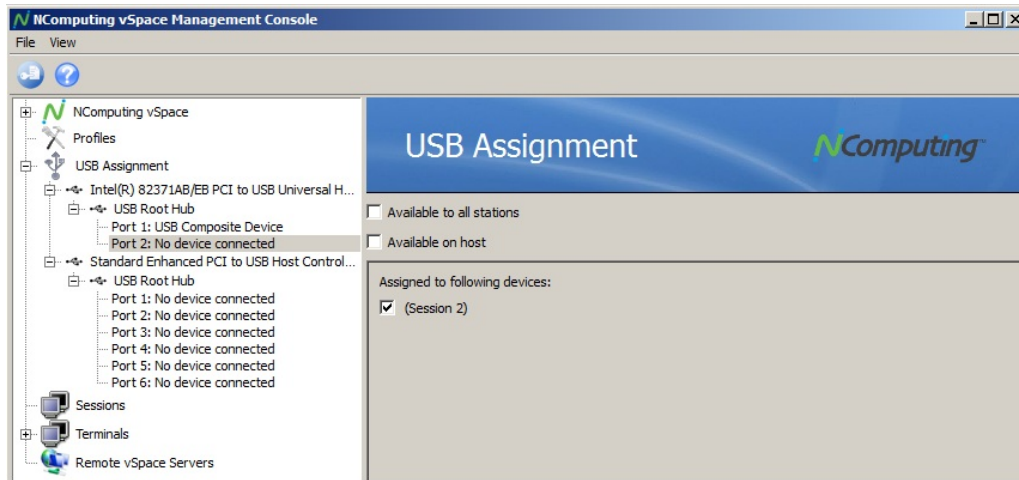 NComputing vSpace Management Console
File View
NComputing vSpace
Profiles
USB Assignment
Intel(R) 82371AB/EB PCI to USB Universal H...
USB Root Hub
Port 1: USB Composite Device
Port 2: No device connected
Standard Enhanced PCI to USB Host Control...
USB Root Hub
Port 1: No device connected
Port 2: No device connected
Port 3: No device connected
Port 4: No device connected
Port 5: No device connected
Port 6: No device connected
Sessions
Terminals
Remote vSpace Servers
USB Assignment
NComputing™
Available to all stations
Available on host
Assigned to following devices:
(Session 2)